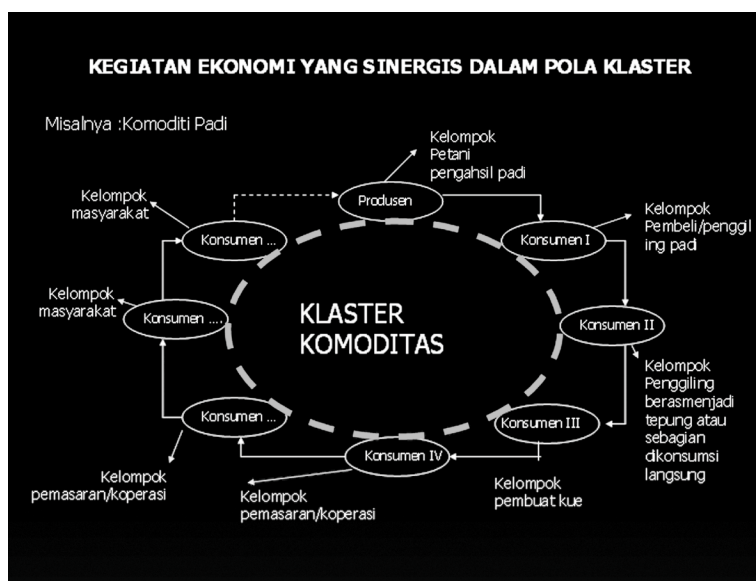 KEGIATAN EKONOMI YANG SINERGIS DALAM POLA KLASTER
Misalnya :Komoditi Padi
Kelompok
Petani
pengahsil padi
Produsen
Kelompok
Pembeli/penggil
ing padi
Konsumen I
Konsumen II
Kelompok
Penggiling
berasmenjadi
tepung atau
sebagian
dikonsumsi
langsung
Konsumen III
Kelompok
pembuat kue
Konsumen IV
Kelompok
pemasaran/koperasi
Konsumen ...
Kelompok
pemasaran/koperasi
Konsumen ....
Kelompok
masyarakat
Konsumen ...
Kelompok
masyarakat
KLASTER
KOMODITAS